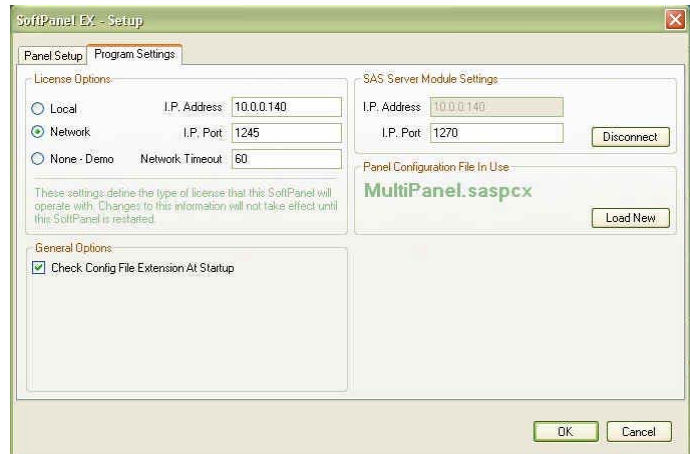 SoftPanel EX - Setup
Panel Setup
Program Settings
License Options
Local
I.P. Address
10.0.0.140
Network
I.P. Port
1245
None - Demo
Network Timeout
60
These settings define the type of license that this SoftPanel will
operate with. Changes to this information will not take effect until
this SoftPanel is restarted.
General Options
Check Config File Extension At Startup
SAS Server Module Settings
I.P. Address
10.0.0.140
I.P. Port
1270
Disconnect
Panel Configuration File In Use
MultiPanel.saspcx
Load New
OK
Cancel